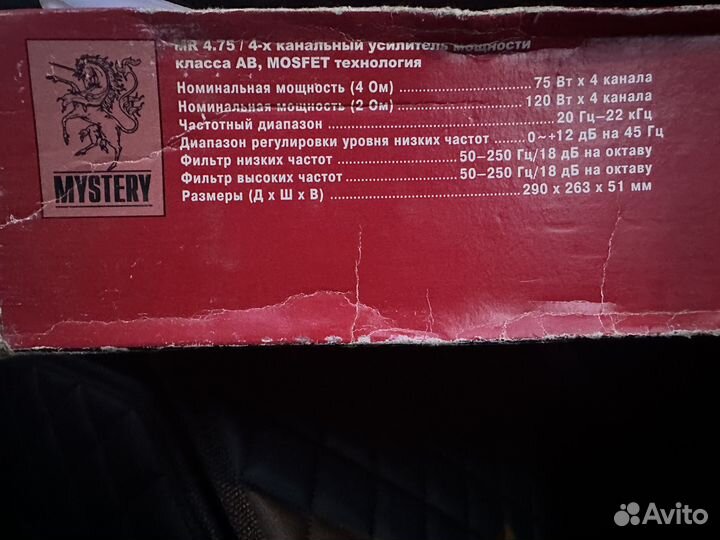 MR 4.75 / 4-х канальный усилитель мощности
класса АВ, MOSFET технология
Номинальная мощность (4 Ом) ........ 75 Вт х 4 канала
Номинальная мощность (2 Ом) ........ 120 Вт х 4 канала
Частотный диапазон ........ 20 Гц–22 кГц
Диапазон регулировки уровня низких частот ........ 0~+12 дБ на 45 Гц
Фильтр низких частот ........ 50–250 Гц/18 дБ на октаву
Фильтр высоких частот ........ 50–250 Гц/18 дБ на октаву
Размеры (Д х Ш х В) ........ 290 х 263 х 51 мм
MYSTERY
Avito